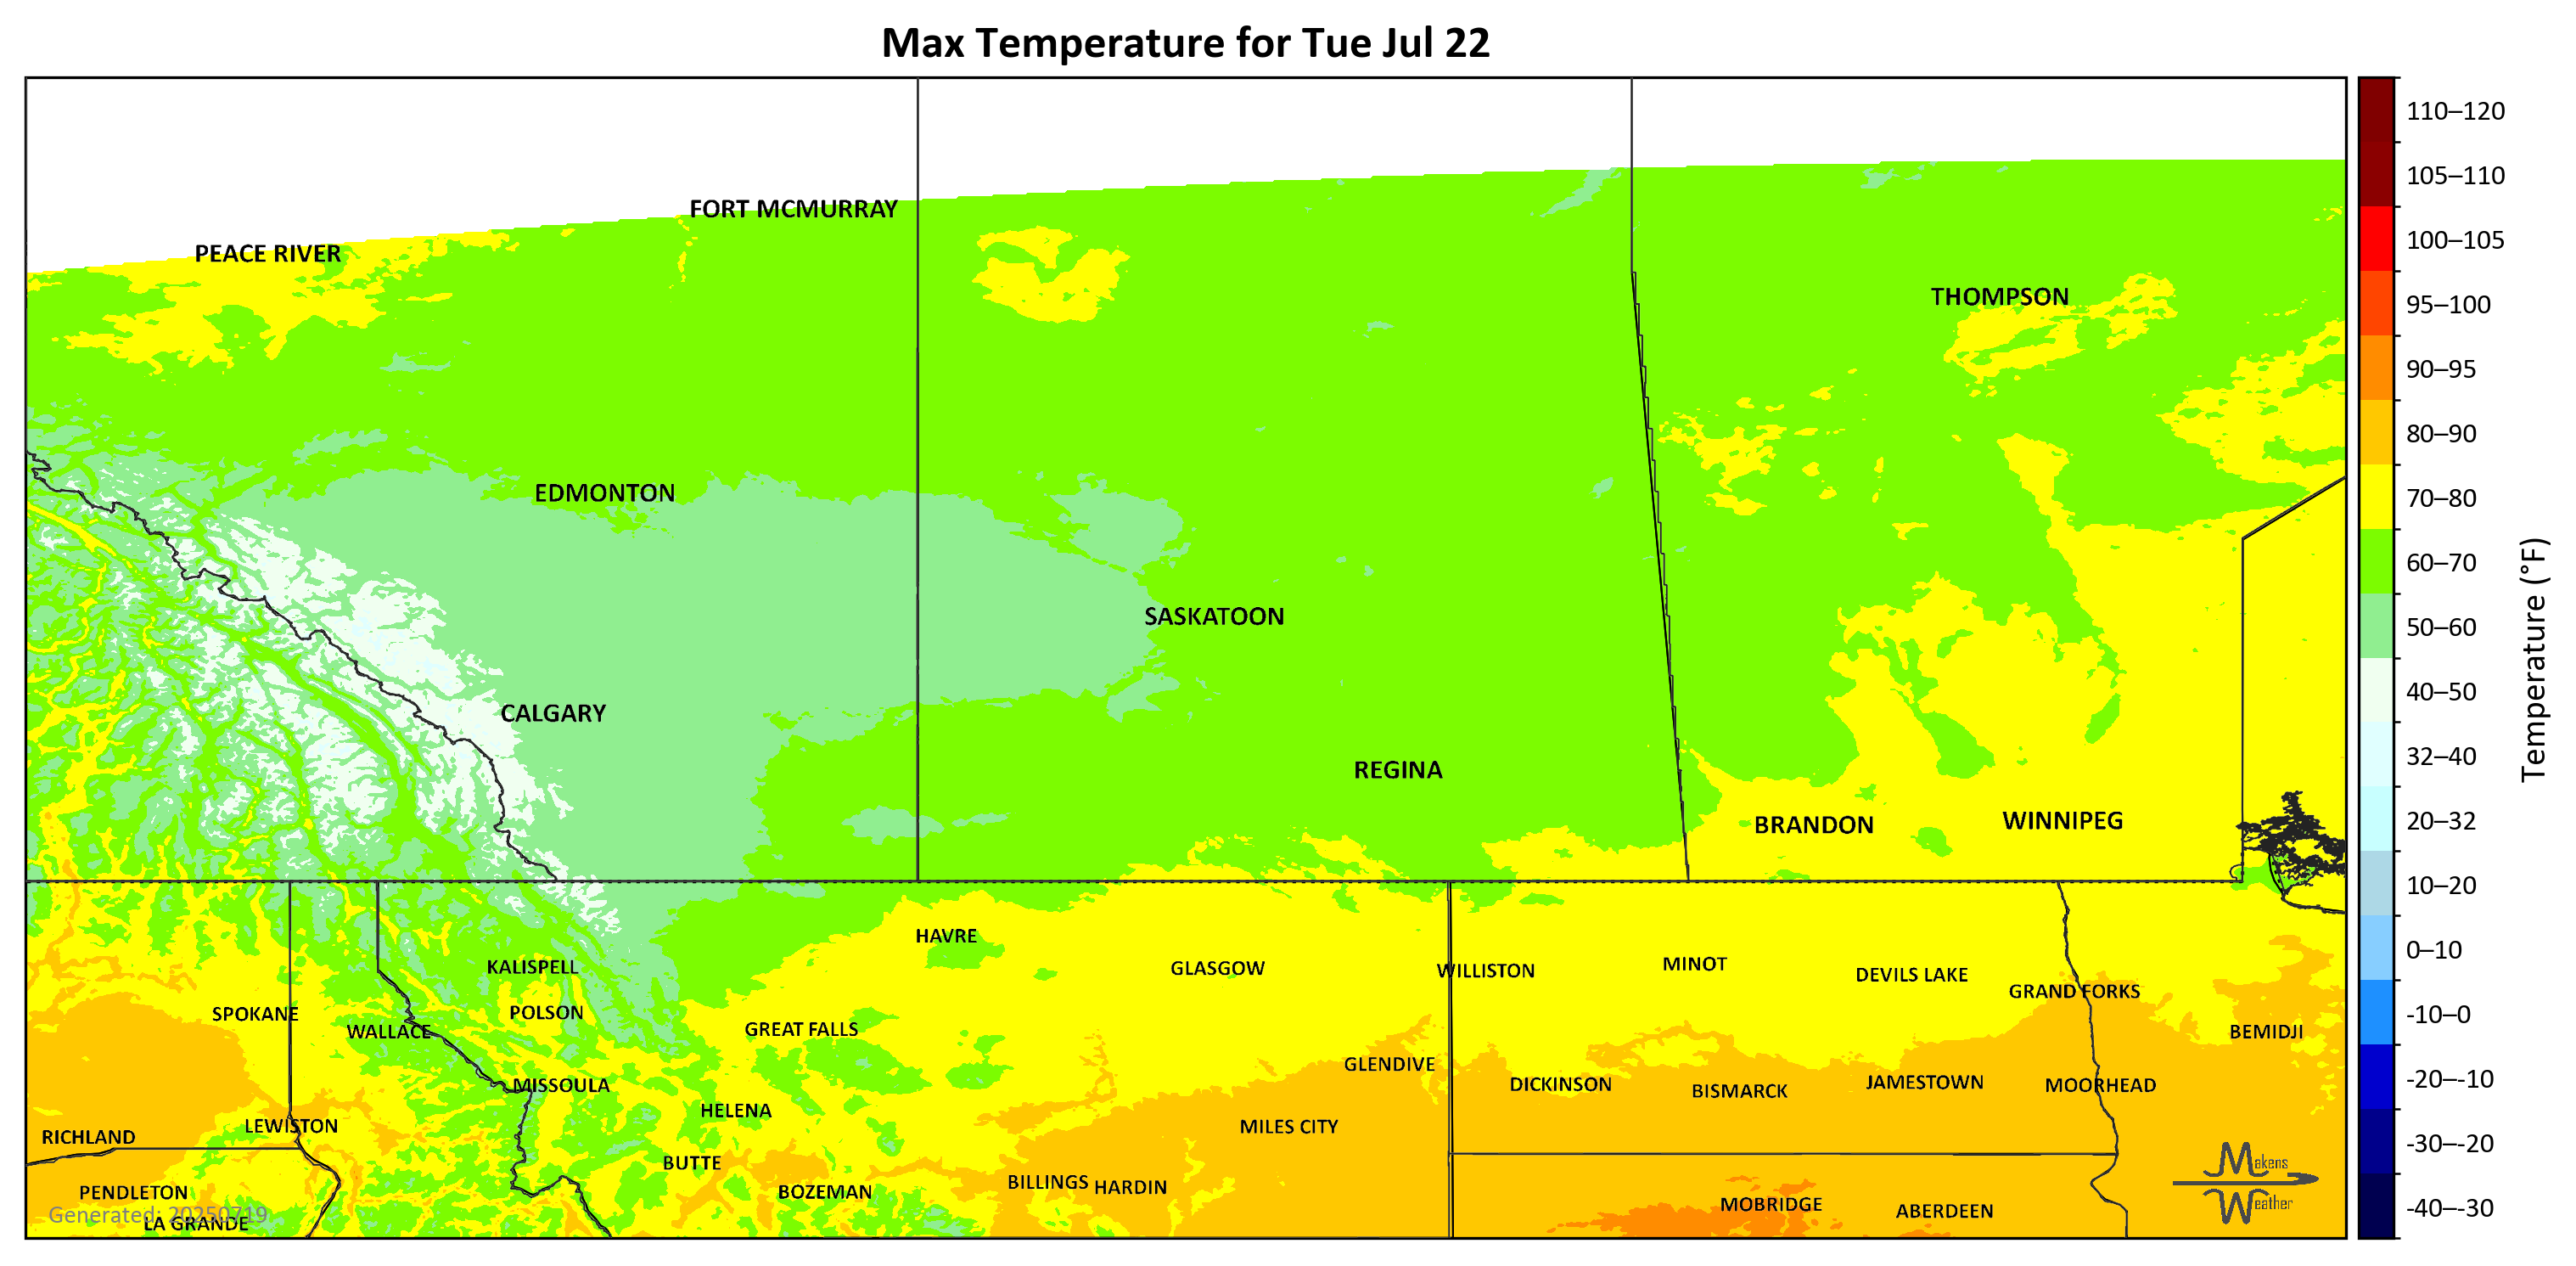 Max Temperature for Tue Jul 22
110–120
105–110
100–105
95–100
90–95
80–90
70–80
60–70
50–60
40–50
32–40
20–32
10–20
0–10
-10–0
-20–-10
-30–-20
-40–-30
Temperature (°F)
FORT MCMURRAY
PEACE RIVER
THOMPSON
EDMONTON
SASKATOON
CALGARY
REGINA
BRANDON
WINNIPEG
HAVRE
KALISPELL
GLASGOW
WILLISTON
MINOT
DEVILS LAKE
GRAND FORKS
SPOKANE
POLSON
WALLACE
GREAT FALLS
BEMIDJI
GLENDIVE
MISSOULA
DICKINSON
BISMARCK
JAMESTOWN
MOORHEAD
HELENA
LEWISTON
MILES CITY
RICHLAND
BUTTE
BOZEMAN
BILLINGS
HARDIN
PENDLETON
MOBRIDGE
ABERDEEN
Generated: 20250719
LA GRANDE
Makens
Weather